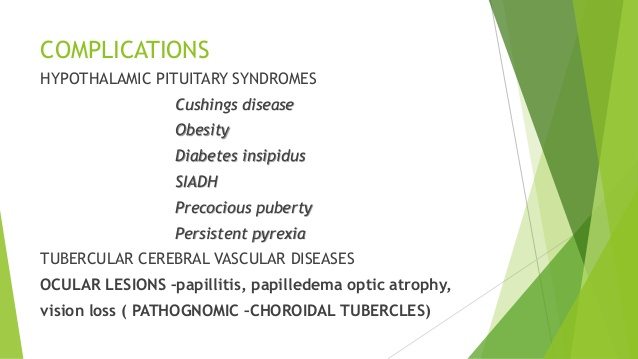 COMPLICATIONS
HYPOTHALAMIC PITUITARY SYNDROMES
Cushings disease
Obesity
Diabetes insipidus
SIADH
Precocious puberty
Persistent pyrexia
TUBERCULAR CEREBRAL VASCULAR DISEASES
OCULAR LESIONS –papillitis, papilledema optic atrophy,
vision loss ( PATHOGNOMIC –CHOROIDAL TUBERCLES)